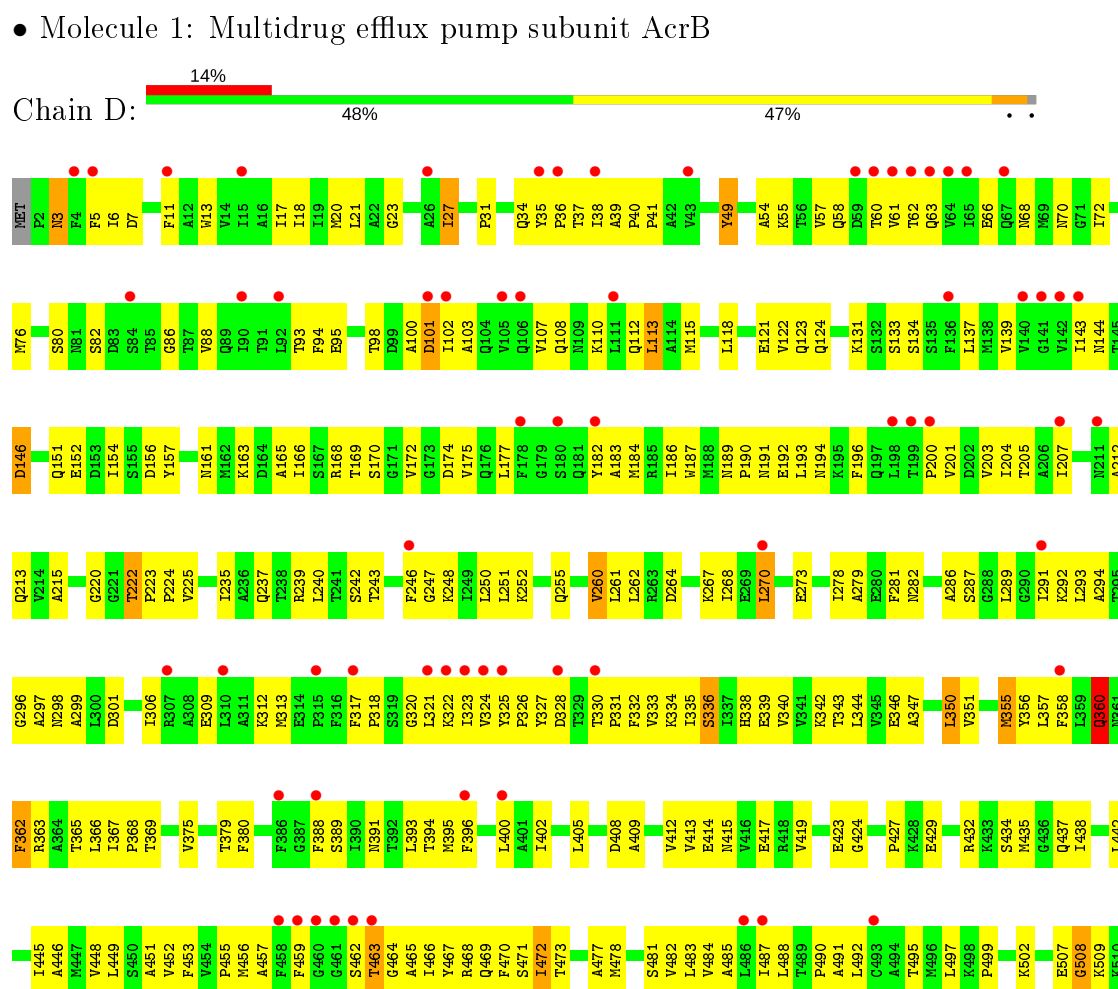 • Molecule 1: Multidrug efflux pump subunit AcrB
14%
Chain D:
48% 47% . .
MET P2 N3 F4 F5 I6 D7 F11 A12 W13 V14 I15 A16 I17 I18 I19 M20 L21 A22 G23 A26 I27 P31 Q34 Y35 P36 T37 I38 A39 P40 P41 A42 V43 Y49 A54 K55 T56 V57 Q58 D59 T60 V61 T62 Q63 V64 I65 E66 Q67 N68 M69 N70 G71 I72
M76 S80 N81 S82 D83 S84 T85 G86 T87 V88 Q89 I90 T91 L92 T93 F94 E95 T98 D99 A100 D101 I102 A103 Q104 V105 Q106 V107 Q108 N109 K110 L111 Q112 L113 A114 M115 L118 E121 V122 Q123 Q124 K131 S132 S133 S134 S135 F136 L137 M138 V139 V140 G141 V142 I143 N144 T145
D146 Q151 E152 D153 I154 S155 D156 Y157 N161 M162 K163 D164 A165 I166 S167 R168 T169 S170 G171 V172 G173 D174 V175 Q176 L177 F178 G179 S180 Q181 Y182 A183 M184 R185 I186 W187 M188 N189 P190 N191 E192 L193 N194 K195 F196 Q197 L198 T199 P200 V201 D202 V203 I204 T205 A206 I207 N211 A212
Q213 V214 A215 G220 G221 T222 P223 P224 V225 I235 A236 Q237 T238 R239 L240 T241 S242 T243 F246 G247 K248 I249 L250 L251 K252 Q255 V260 L261 L262 R263 D264 K267 I268 E269 L270 E273 I278 A279 E280 F281 N282 A286 S287 G288 L289 G290 I291 K292 L293 A294 T295
G296 A297 N298 A299 L300 D301 I306 R307 A308 E309 L310 A311 K312 M313 E314 P315 F316 F317 P318 S319 G320 L321 K322 I323 V324 Y325 P326 Y327 D328 T329 T330 P331 F332 V333 K334 I335 S336 I337 H338 E339 V340 V341 K342 T343 L344 V345 E346 A347 L350 V351 M355 Y356 L357 F358 L359 Q360 N361
F362 R363 A364 T365 L366 I367 P368 T369 V375 T379 F380 F386 G387 F388 S389 I390 N391 T392 L393 T394 M395 F396 L400 A401 I402 L405 D408 A409 V412 V413 E414 N415 V416 E417 R418 V419 E423 G424 P427 K428 E429 R432 K433 S434 M435 G436 Q437 I438 L442
I445 A446 M447 V448 L449 S450 A451 V452 F453 V454 P455 M456 A457 F458 F459 G460 G461 S462 T463 G464 A465 I466 Y467 R468 Q469 F470 S471 I472 T473 A477 M478 S481 V482 L483 V484 A485 L486 I487 L488 T489 P490 A491 L492 C493 A494 T495 M496 L497 K498 P499 K502 E507 G508 K509 K510